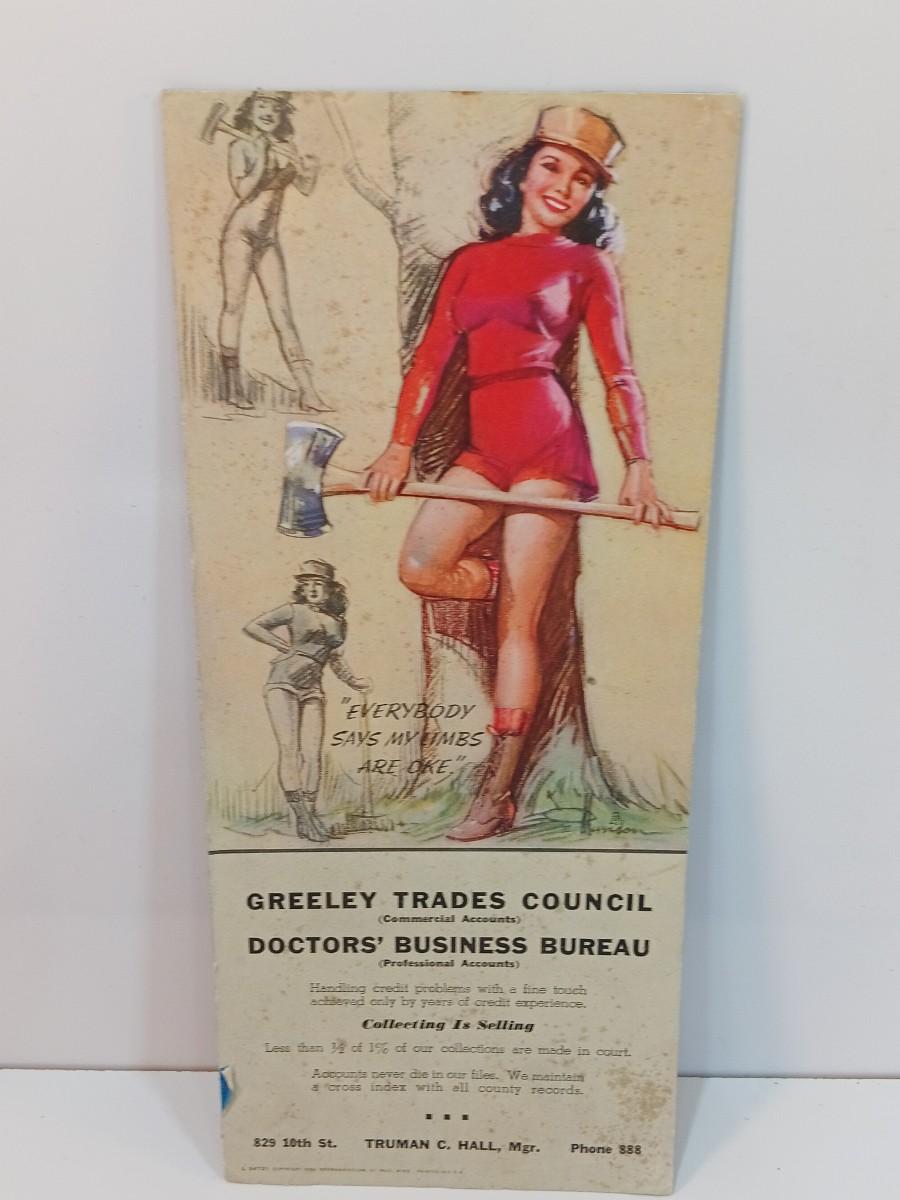 "EVERYBODY
SAYS MY LIMBS
ARE OKE."
GREELEY TRADES COUNCIL
(Commercial Accounts)
DOCTORS' BUSINESS BUREAU
(Professional Accounts)
Handling credit problems with a fine touch
achieved only by years of credit experience.
Collecting Is Selling
Less than ½ of 1% of our collections are made in court.
Accounts never die in our files. We maintain
a cross index with all county records.
829 10th St. TRUMAN C. HALL, Mgr. Phone 888